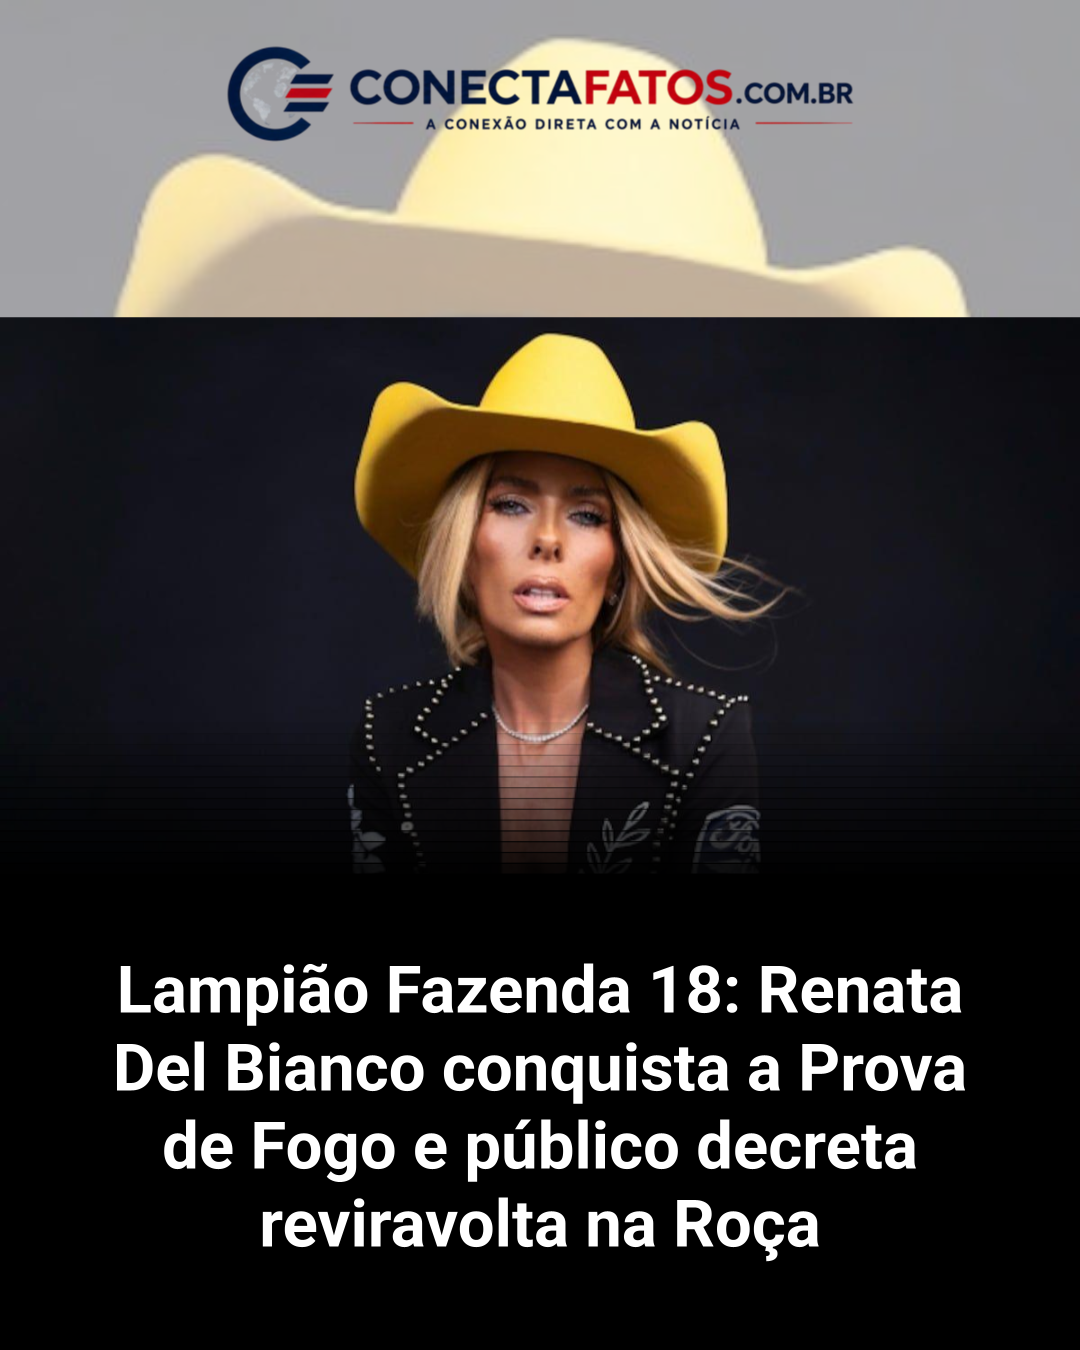 CONECTAFATOS.COM.BR
A CONEXÃO DIRETA COM A NOTÍCIA
Lampião Fazenda 18: Renata
Del Bianco conquista a Prova
de Fogo e público decreta
reviravolta na Roça